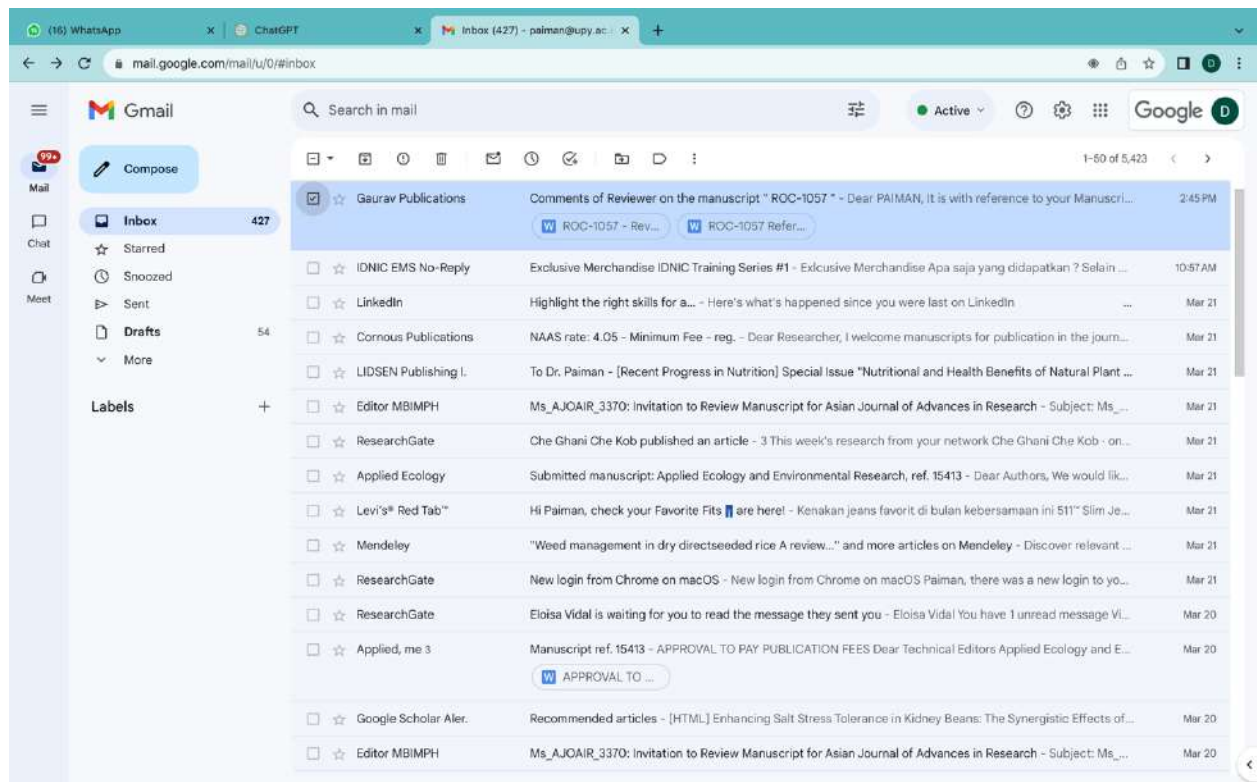 (16) WhatsApp
ChatGPT
Inbox (427) - paiman@upy.ac.i
mail.google.com/mail/u/0/#inbox
D
Gmail
Search in mail
Active
Google D
99+
Mail
Compose
1-50 of 5,423
Chat
Meet
Inbox 427
Starred
Snoozed
Sent
Drafts 54
More
Labels
Gaurav Publications Comments of Reviewer on the manuscript " ROC-1057 " - Dear PAIMAN, It is with reference to your Manuscri... 2:45 PM
W ROC-1057 - Rev... W ROC-1057 Refer...
IDNIC EMS No-Reply Exclusive Merchandise IDNIC Training Series #1 - Exlcusive Merchandise Apa saja yang didapatkan ? Selain ... 10:57 AM
LinkedIn Highlight the right skills for a... - Here's what's happened since you were last on LinkedIn ... Mar 21
Cornous Publications NAAS rate: 4.05 - Minimum Fee - reg. - Dear Researcher, I welcome manuscripts for publication in the journ... Mar 21
LIDSEN Publishing I. To Dr. Paiman - [Recent Progress in Nutrition] Special Issue "Nutritional and Health Benefits of Natural Plant ... Mar 21
Editor MBIMPH Ms_AJOAIR_3370: Invitation to Review Manuscript for Asian Journal of Advances in Research - Subject: Ms_... Mar 21
ResearchGate Che Ghani Che Kob published an article - 3 This week's research from your network Che Ghani Che Kob · on... Mar 21
Applied Ecology Submitted manuscript: Applied Ecology and Environmental Research, ref. 15413 - Dear Authors, We would lik... Mar 21
Levi's® Red Tab™ Hi Paiman, check your Favorite Fits 👖 are here! - Kenakan jeans favorit di bulan kebersamaan ini 511™ Slim Je... Mar 21
Mendeley "Weed management in dry directseeded rice A review..." and more articles on Mendeley - Discover relevant ... Mar 21
ResearchGate New login from Chrome on macOS - New login from Chrome on macOS Paiman, there was a new login to yo... Mar 21
ResearchGate Eloisa Vidal is waiting for you to read the message they sent you - Eloisa Vidal You have 1 unread message Vi... Mar 20
Applied, me 3 Manuscript ref. 15413 - APPROVAL TO PAY PUBLICATION FEES Dear Technical Editors Applied Ecology and E... Mar 20
W APPROVAL TO ...
Google Scholar Aler. Recommended articles - [HTML] Enhancing Salt Stress Tolerance in Kidney Beans: The Synergistic Effects of... Mar 20
Editor MBIMPH Ms_AJOAIR_3370: Invitation to Review Manuscript for Asian Journal of Advances in Research - Subject: Ms_... Mar 20